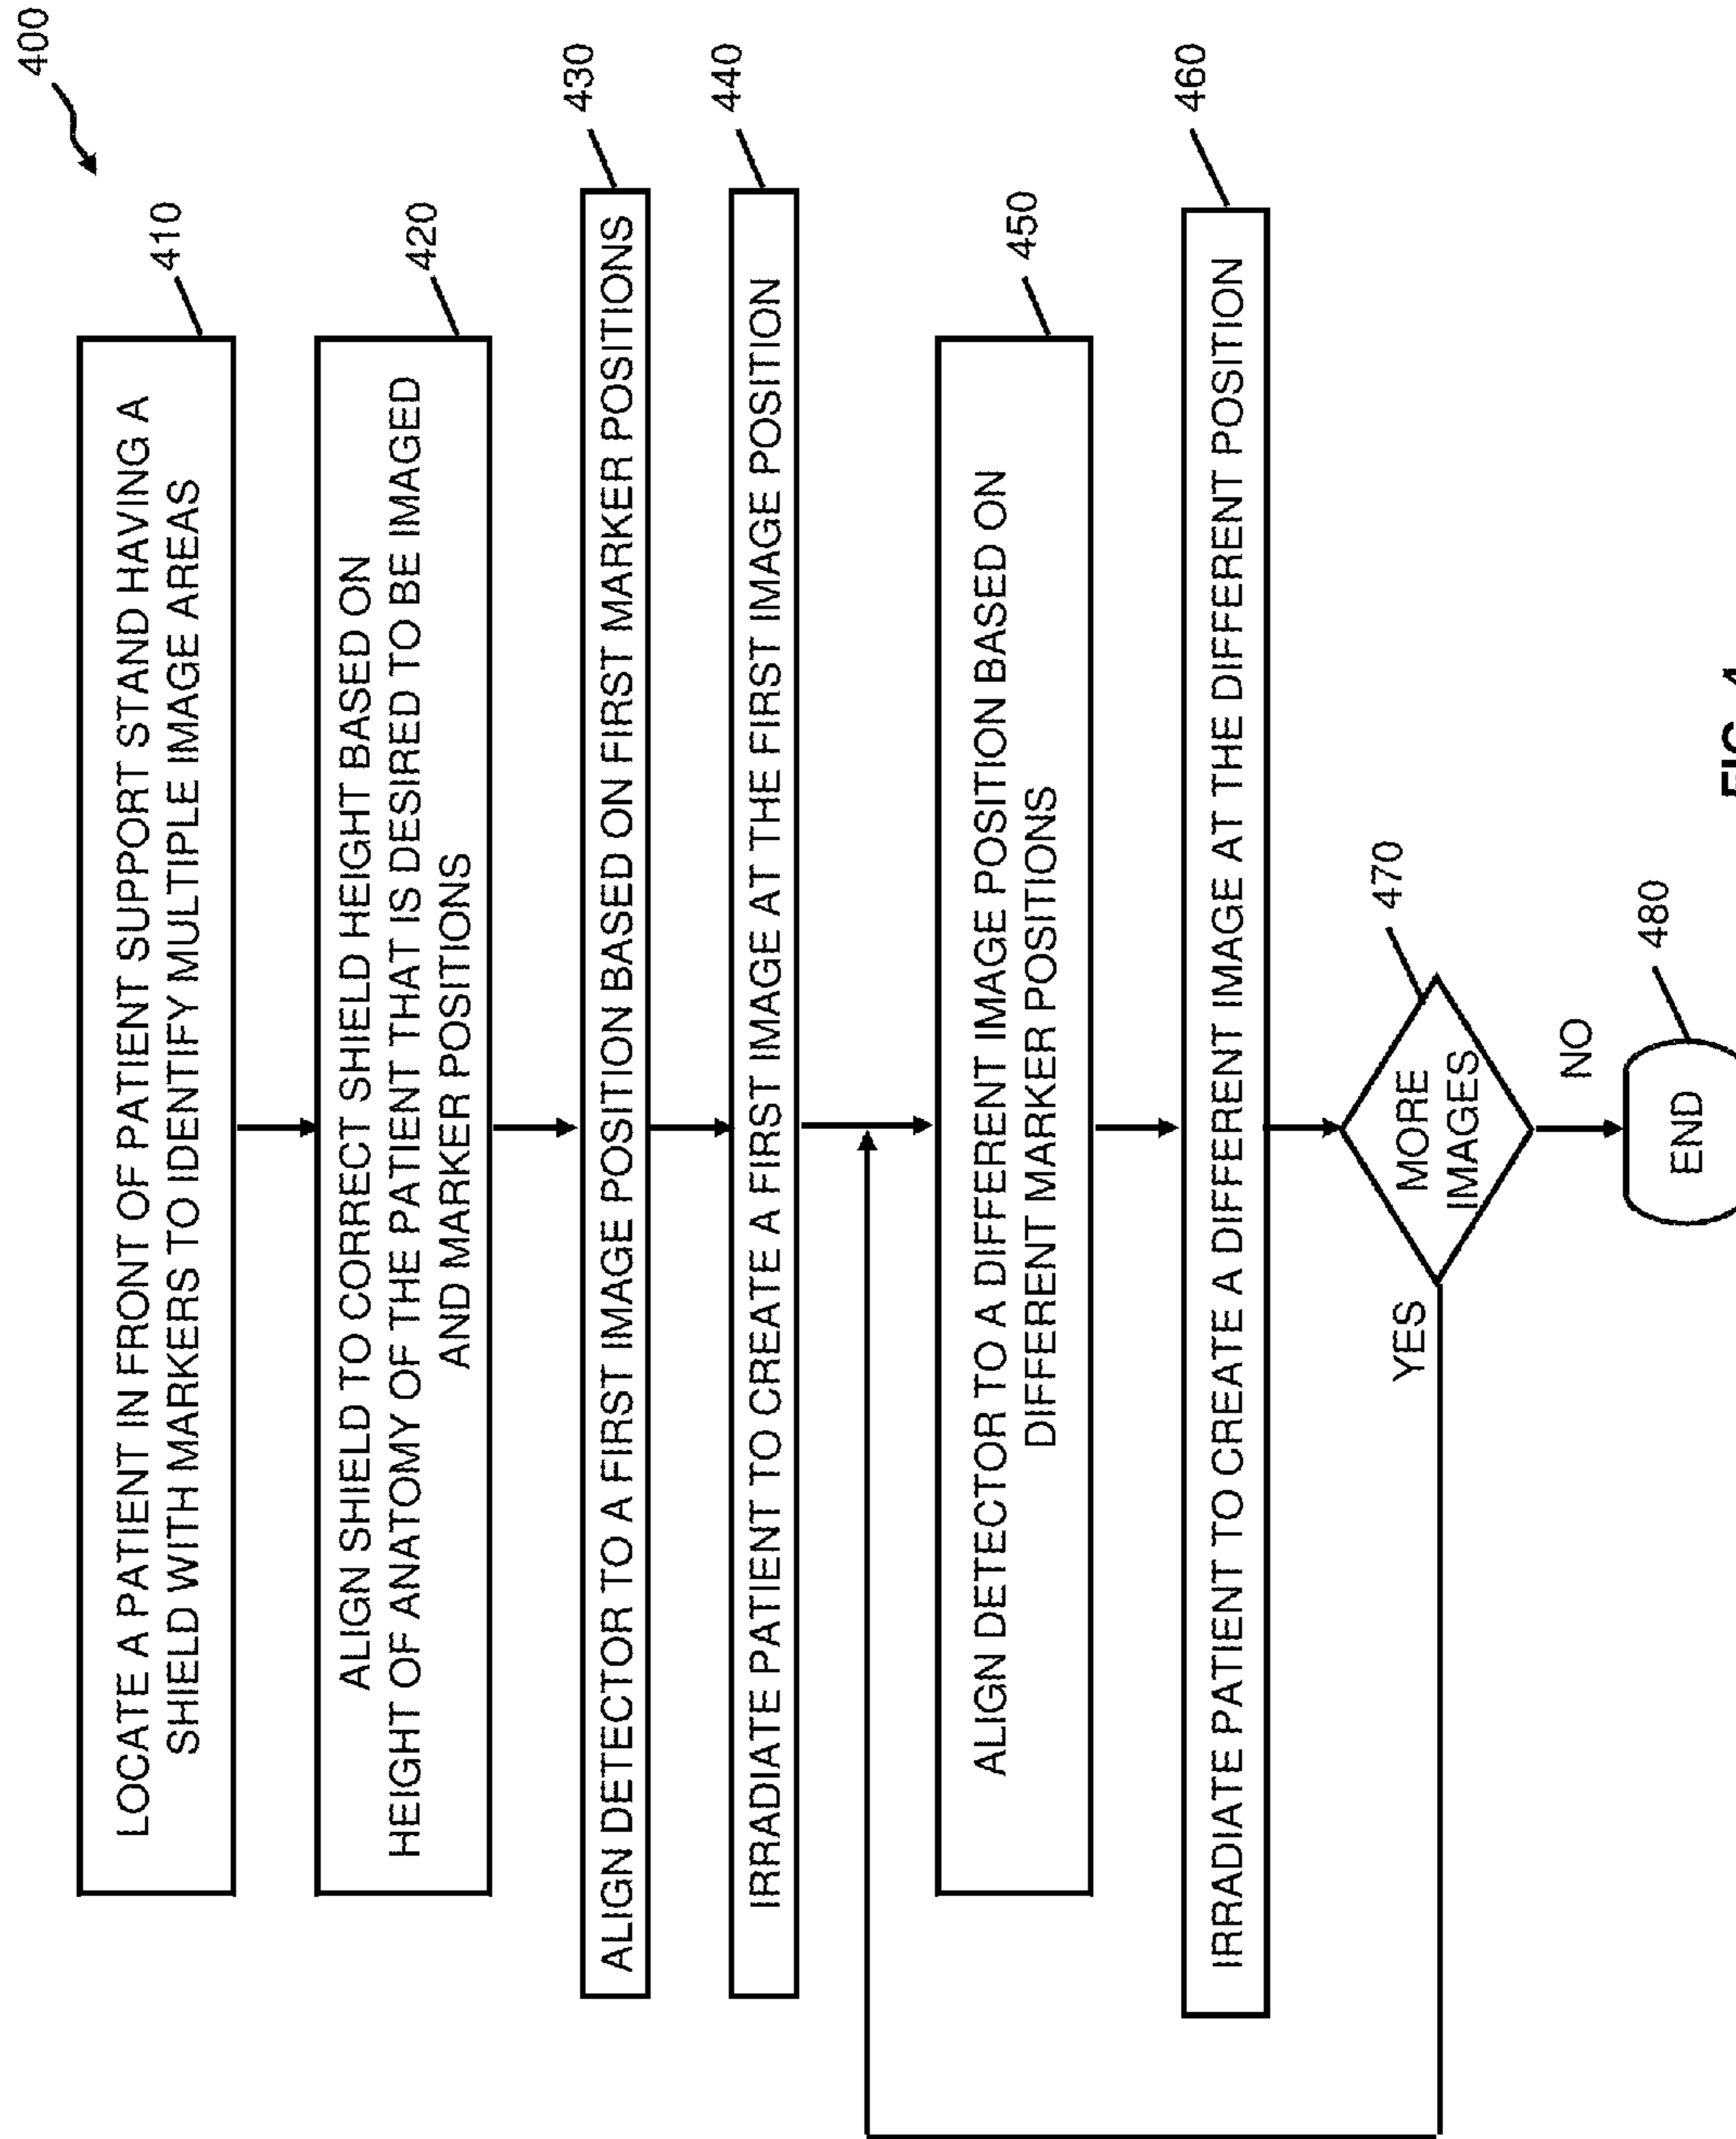 400
LOCATE A PATIENT IN FRONT OF PATIENT SUPPORT STAND HAVING A
SHIELD WITH MARKERS TO IDENTIFY MULTIPLE IMAGE AREAS
410
ALIGN SHIELD TO CORRECT SHIELD HEIGHT BASED ON
HEIGHT OF ANATOMY OF THE PATIENT THAT IS DESIRED TO BE IMAGED
AND MARKER POSITIONS
420
ALIGN DETECTOR TO A FIRST IMAGE POSITION BASED ON FIRST MARKER POSITIONS
430
IRRADIATE PATIENT TO CREATE A FIRST IMAGE AT THE FIRST IMAGE POSITION
440
ALIGN DETECTOR TO A DIFFERENT IMAGE POSITION BASED ON
DIFFERENT MARKER POSITIONS
450
IRRADIATE PATIENT TO CREATE A DIFFERENT IMAGE AT THE DIFFERENT POSITION
460
MORE
IMAGES
470
YES
NO
END
480